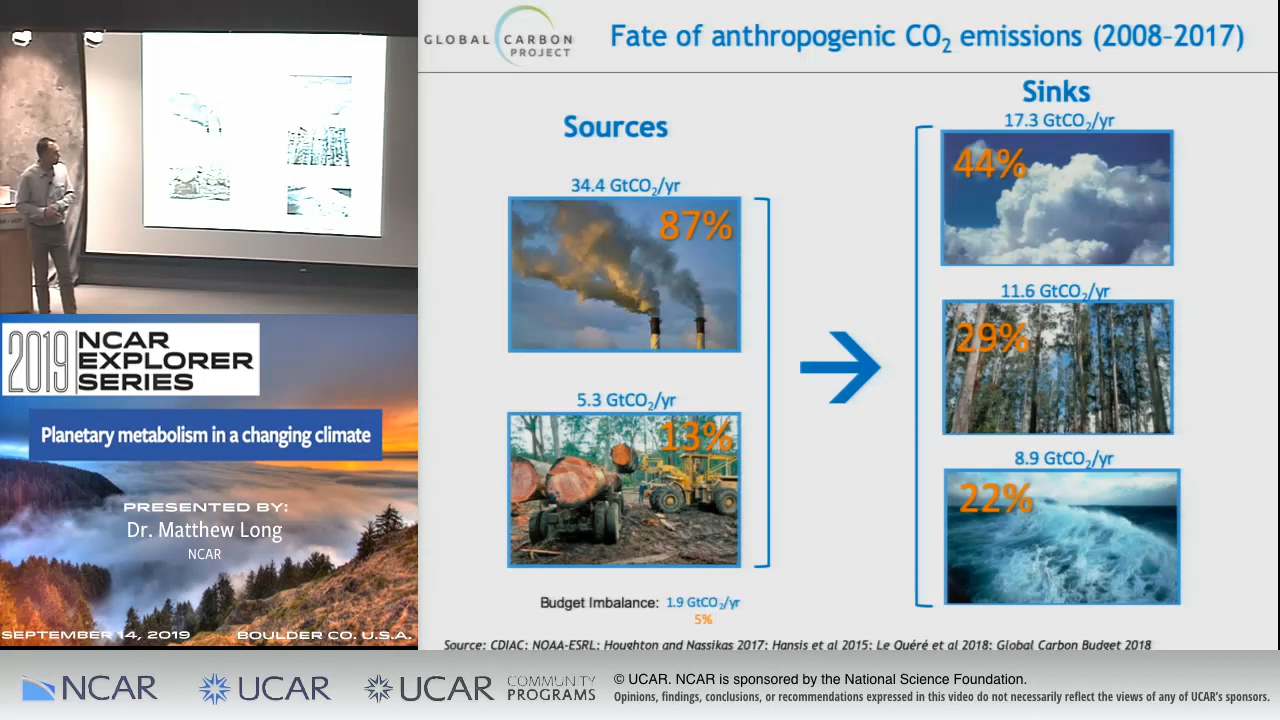 GLOBAL CARBON
PROJECT
Fate of anthropogenic CO₂ emissions (2008–2017)
Sources
34.4 GtCO₂/yr
87%
5.3 GtCO₂/yr
13%
Budget Imbalance: 1.9 GtCO₂/yr
5%
Sinks
17.3 GtCO₂/yr
44%
11.6 GtCO₂/yr
29%
8.9 GtCO₂/yr
22%
Source: CDIAC; NOAA-ESRL; Houghton and Nassikas 2017; Hansis et al 2015; Le Quéré et al 2018; Global Carbon Budget 2018
2019 NCAR
EXPLORER
SERIES
Planetary metabolism in a changing climate
PRESENTED BY:
Dr. Matthew Long
NCAR
SEPTEMBER 14, 2019 BOULDER CO. U.S.A.
NCAR
UCAR
UCAR
COMMUNITY
PROGRAMS
© UCAR. NCAR is sponsored by the National Science Foundation.
Opinions, findings, conclusions, or recommendations expressed in this video do not necessarily reflect the views of any of UCAR's sponsors.